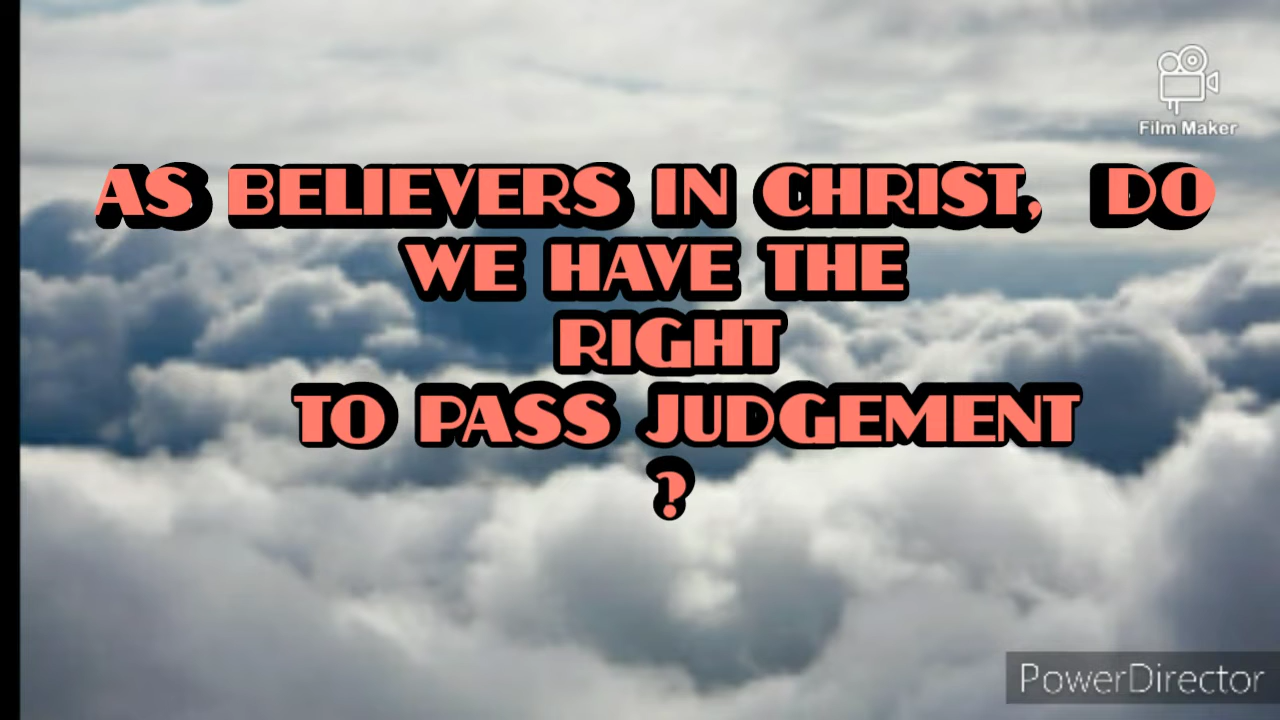 Film Maker
AS BELIEVERS IN CHRIST, DO
WE HAVE THE
RIGHT
TO PASS JUDGEMENT
?
PowerDirector